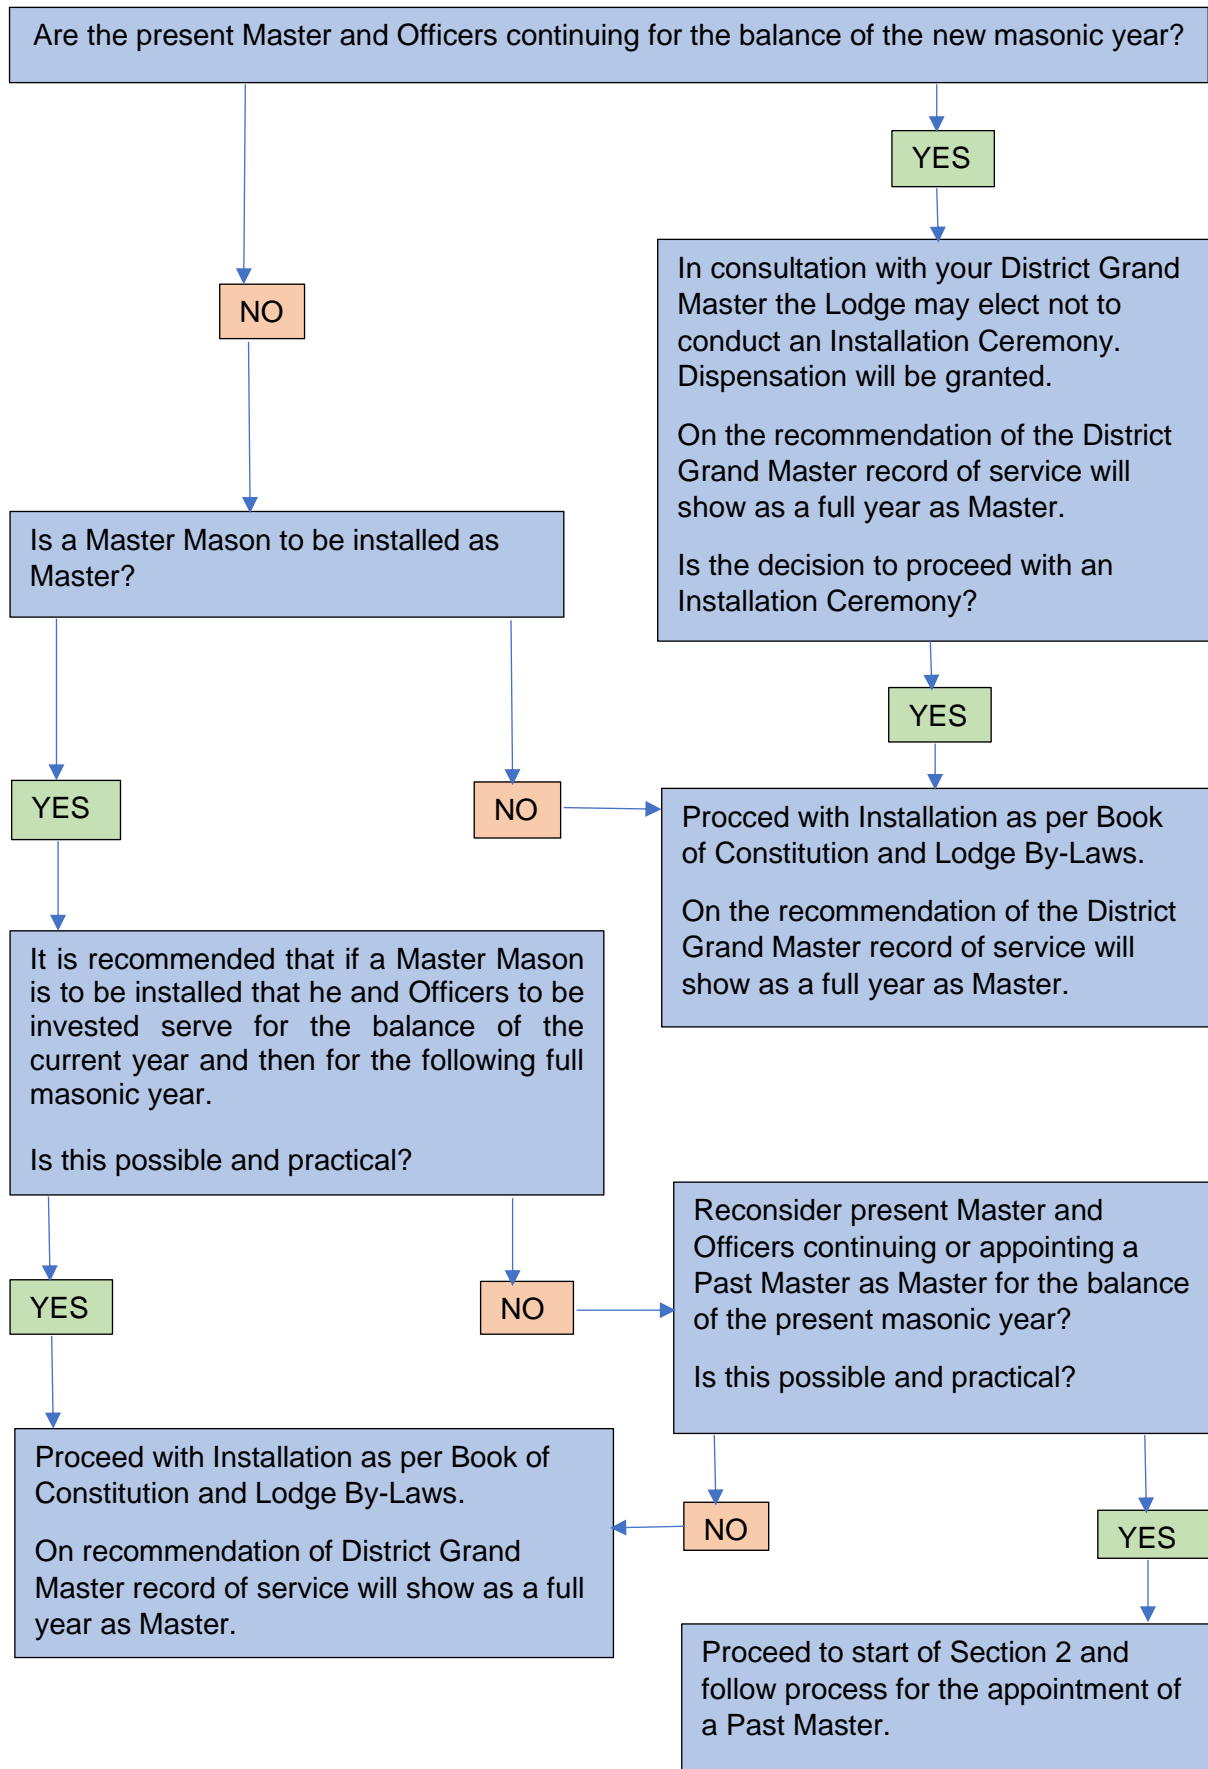 Are the present Master and Officers continuing for the balance of the new masonic year?
YES
In consultation with your District Grand
Master the Lodge may elect not to
conduct an Installation Ceremony.
Dispensation will be granted.
On the recommendation of the District
Grand Master record of service will
show as a full year as Master.
Is the decision to proceed with an
Installation Ceremony?
NO
Is a Master Mason to be installed as
Master?
YES
YES
NO
Procced with Installation as per Book
of Constitution and Lodge By-Laws.
On the recommendation of the District
Grand Master record of service will
show as a full year as Master.
It is recommended that if a Master Mason
is to be installed that he and Officers to be
invested serve for the balance of the
current year and then for the following full
masonic year.
Is this possible and practical?
YES
NO
Reconsider present Master and
Officers continuing or appointing a
Past Master as Master for the balance
of the present masonic year?
Is this possible and practical?
Proceed with Installation as per Book of
Constitution and Lodge By-Laws.
On recommendation of District Grand
Master record of service will show as a full
year as Master.
NO
YES
Proceed to start of Section 2 and
follow process for the appointment of
a Past Master.